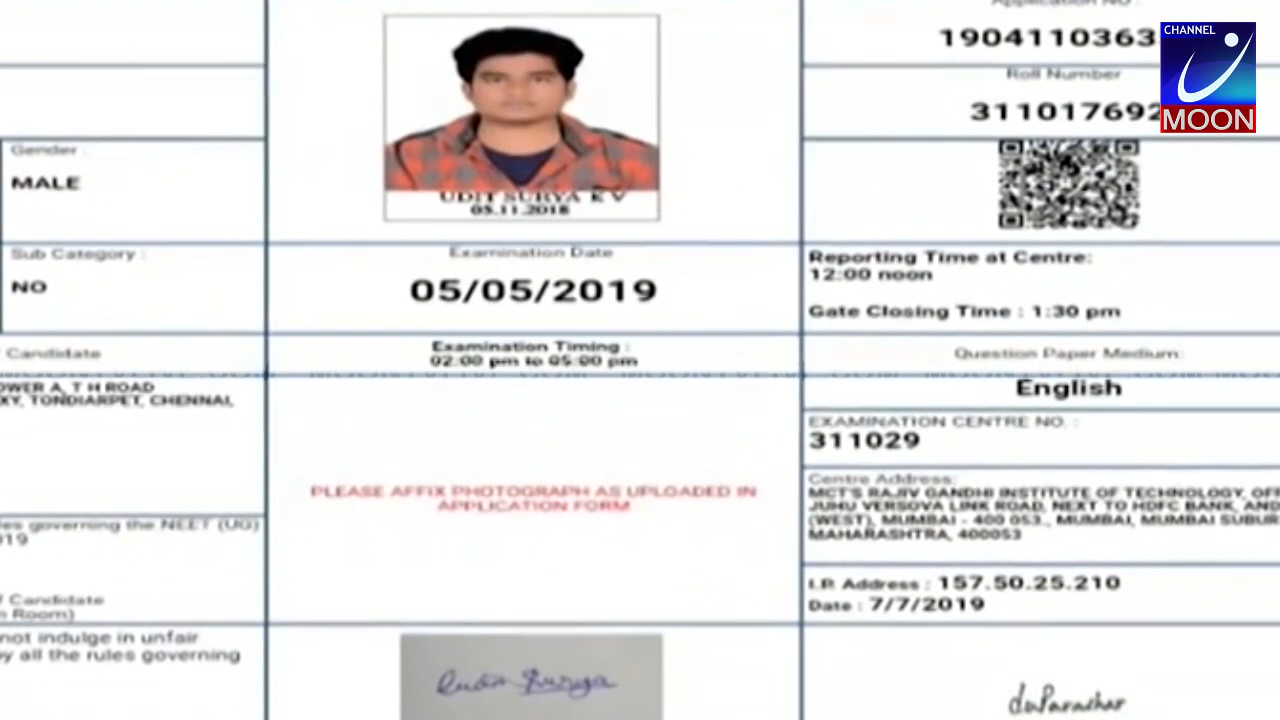 Application No :
1904110363
CHANNEL
MOON
Roll Number
311017692
Gender :
MALE
UDIT SURYA K V
05.11.2018
Sub Category :
NO
Examination Date
05/05/2019
Reporting Time at Centre:
12:00 noon
Gate Closing Time : 1:30 pm
Candidate
Examination Timing :
02:00 pm to 05:00 pm
Question Paper Medium:
OWER A, T H ROAD
XY, TONDIARPET, CHENNAI,
English
EXAMINATION CENTRE NO. :
311029
PLEASE AFFIX PHOTOGRAPH AS UPLOADED IN
APPLICATION FORM
Centre Address:
MCT'S RAJIV GANDHI INSTITUTE OF TECHNOLOGY, OFF
JUHU VERSOVA LINK ROAD, NEXT TO HDFC BANK, AND
(WEST), MUMBAI - 400 053., MUMBAI, MUMBAI SUBUR
MAHARASHTRA, 400053
les governing the NEET (UG)
019
I.P. Address : 157.50.25.210
Date : 7/7/2019
Candidate
n Room)
not indulge in unfair
by all the rules governing